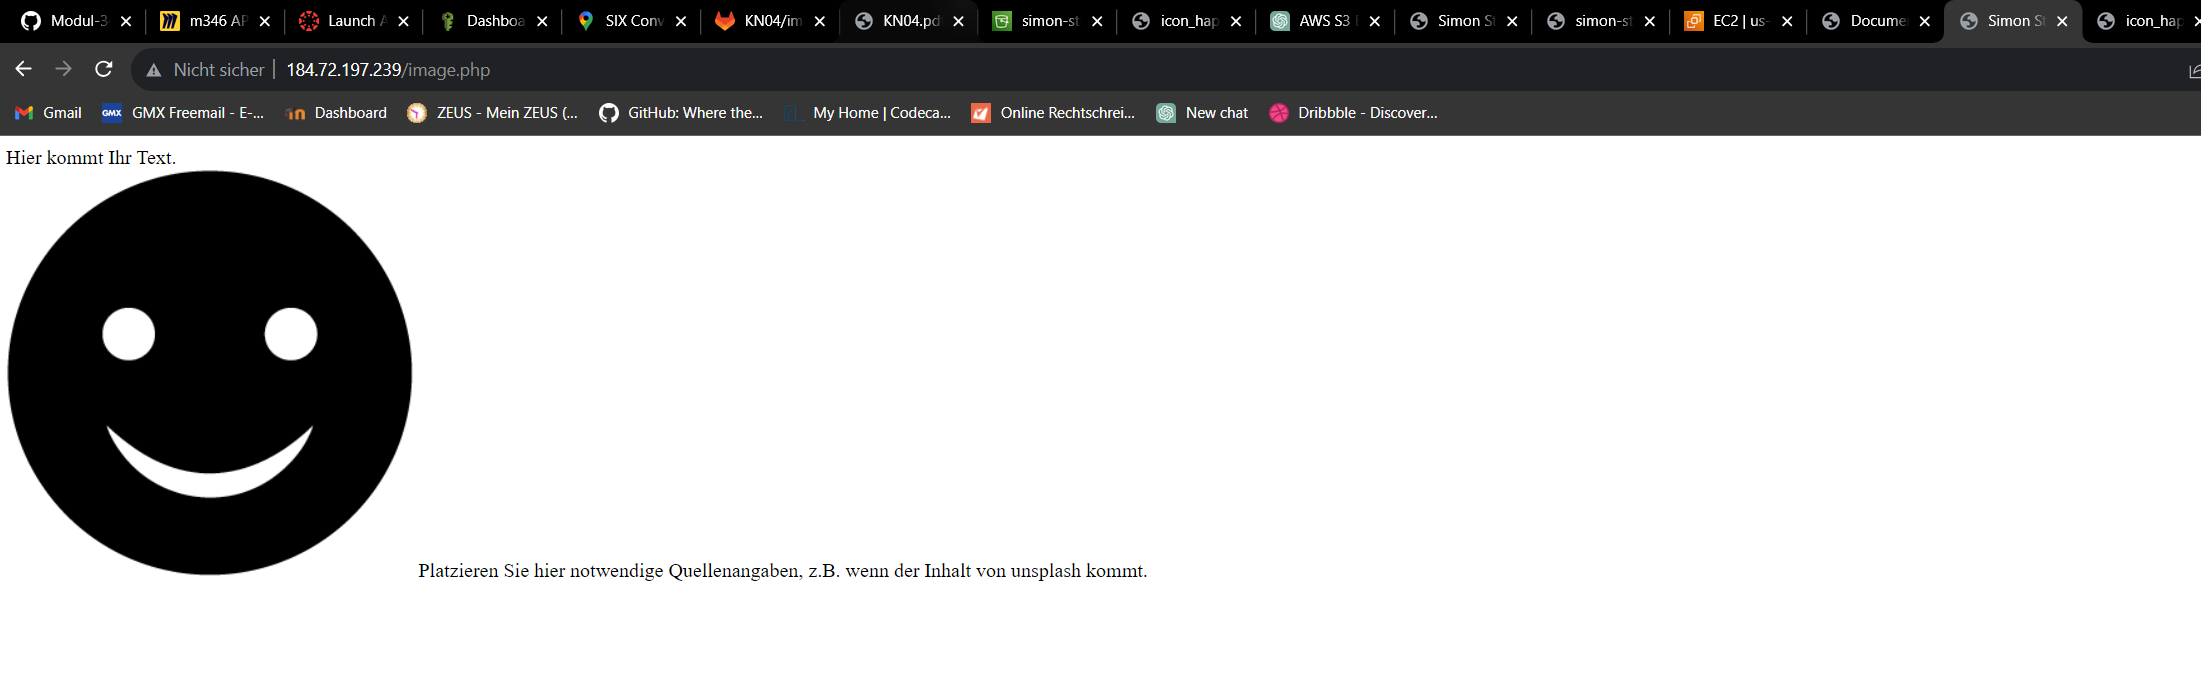 Modul-3
m346 AP
Launch A
Dashboa
SIX Conv
KN04/im
KN04.pd
simon-st
icon_hap
AWS S3
Simon St
simon-st
EC2 | us-
Docume
Simon St
icon_hap
Nicht sicher | 184.72.197.239/image.php
Gmail
GMX GMX Freemail - E-...
Dashboard
ZEUS - Mein ZEUS (...
GitHub: Where the...
My Home | Codeca...
Online Rechtschrei...
New chat
Dribbble - Discover...
Hier kommt Ihr Text.
Platzieren Sie hier notwendige Quellenangaben, z.B. wenn der Inhalt von unsplash kommt.